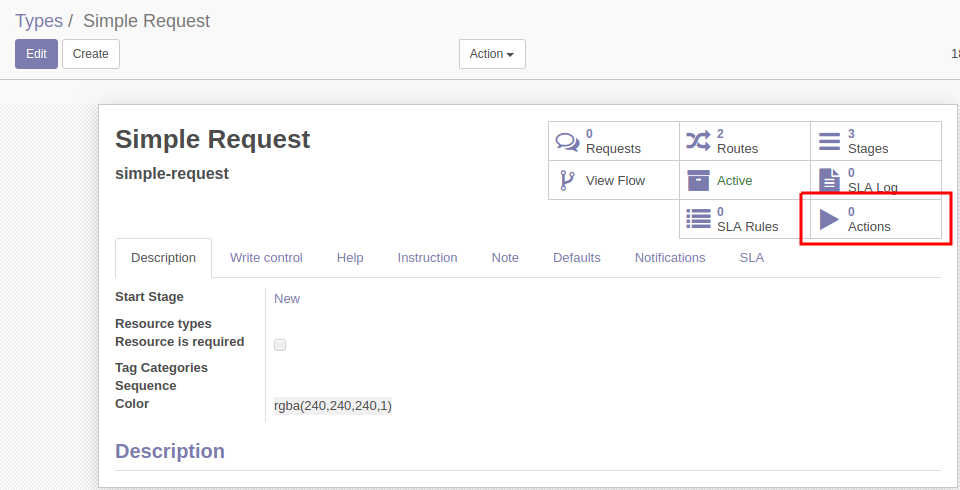 Types / Simple Request
Edit Create Action
Simple Request
simple-request
0
Requests
2
Routes
3
Stages
View Flow
Active
0
SLA Log
0
SLA Rules
0
Actions
Description Write control Help Instruction Note Defaults Notifications SLA
Start Stage New
Resource types
Resource is required
Tag Categories
Sequence
Color rgba(240,240,240,1)
Description